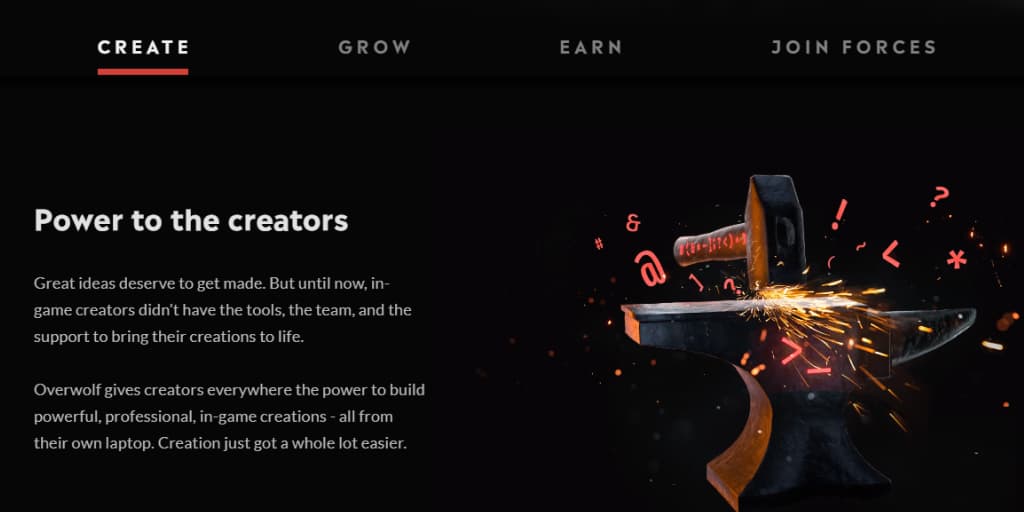 CREATE GROW EARN JOIN FORCES
Power to the creators
Great ideas deserve to get made. But until now, in-
game creators didn't have the tools, the team, and the
support to bring their creations to life.
Overwolf gives creators everywhere the power to build
powerful, professional, in-game creations - all from
their own laptop. Creation just got a whole lot easier.